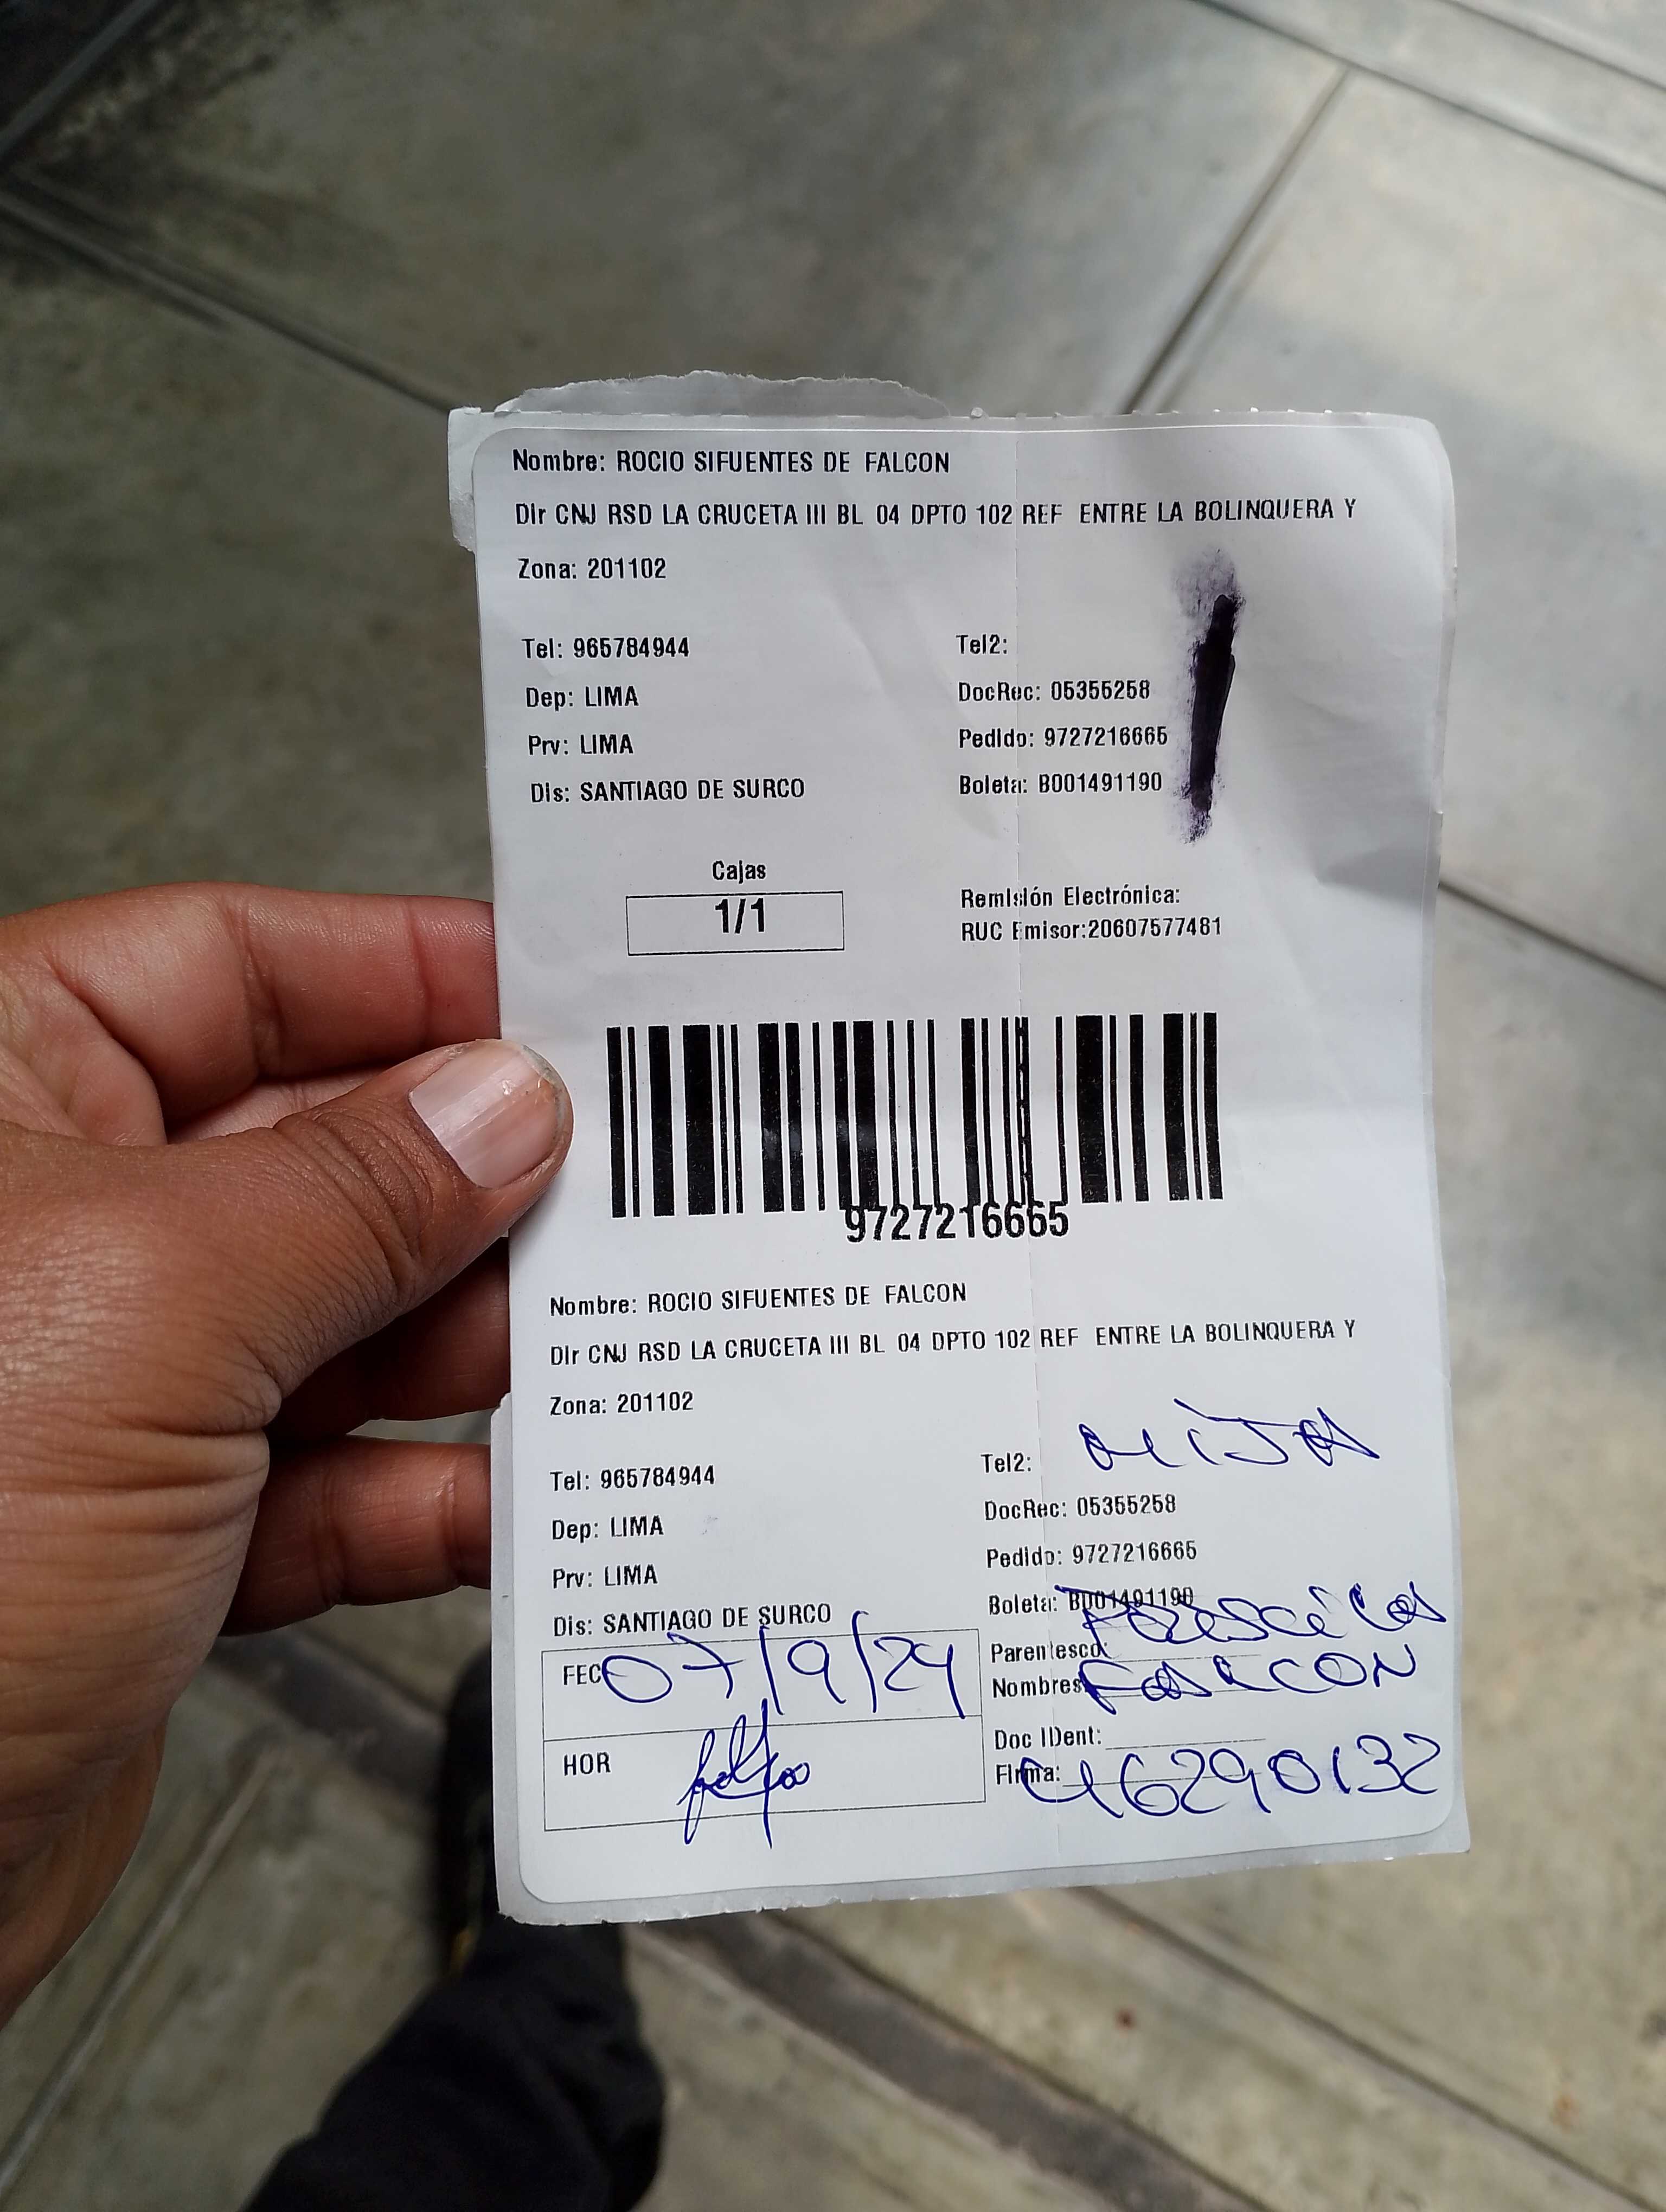 Nombre: ROCIO SIFUENTES DE FALCON
Dir CNJ RSD LA CRUCETA III BL 04 DPTO 102 REF ENTRE LA BOLINQUERA Y
Zona: 201102
Tel: 965784944 Tel2:
Dep: LIMA DocRec: 05355258
Prv: LIMA Pedido: 9727216665
Dis: SANTIAGO DE SURCO Boleta: B001491190
Cajas
1/1
Remisión Electrónica:
RUC Emisor:20607577481
9727216665
Nombre: ROCIO SIFUENTES DE FALCON
Dir CNJ RSD LA CRUCETA III BL 04 DPTO 102 REF ENTRE LA BOLINQUERA Y
Zona: 201102
Tel: 965784944 Tel2:
Dep: LIMA DocRec: 05355258
Prv: LIMA Pedido: 9727216665
Dis: SANTIAGO DE SURCO Boleta: B001491190
FEC 07/9/24 Parentesco:
Nombres FALCON
HOR Doc IDent:
Firma: 46290132